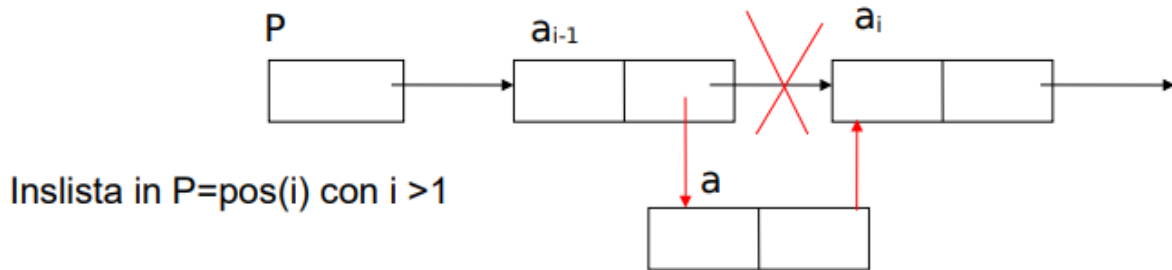 P
aᵢ₋₁
aᵢ
a
Inslista in P=pos(i) con i >1